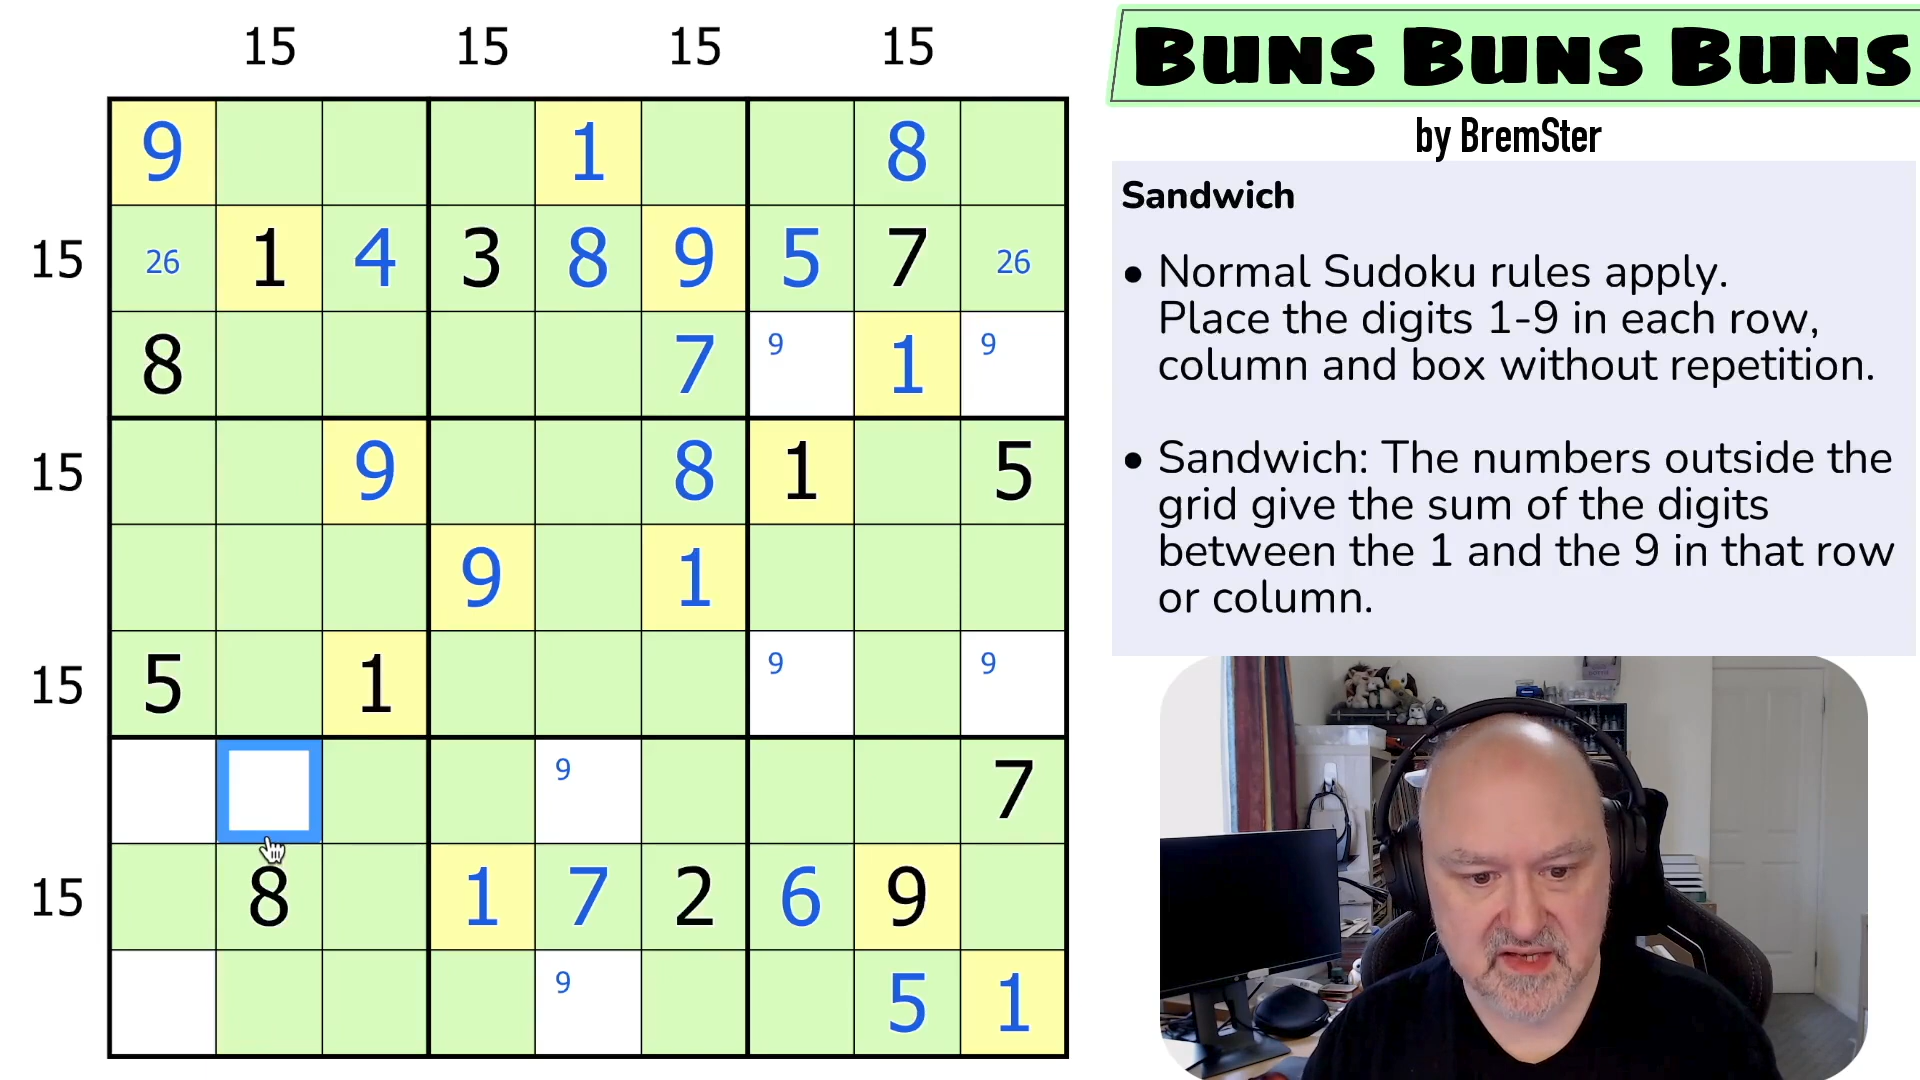 15 15 15 15
BUNS BUNS BUNS
by BremSter
Sandwich
• Normal Sudoku rules apply.
Place the digits 1-9 in each row,
column and box without repetition.
• Sandwich: The numbers outside the
grid give the sum of the digits
between the 1 and the 9 in that row
or column.
9 1 8
15 26 1 4 3 8 9 5 7 26
8 7 9 1 9
15 9 8 1 5
9 1
15 5 1 9 9
9 7
15 8 1 7 2 6 9
9 5 1